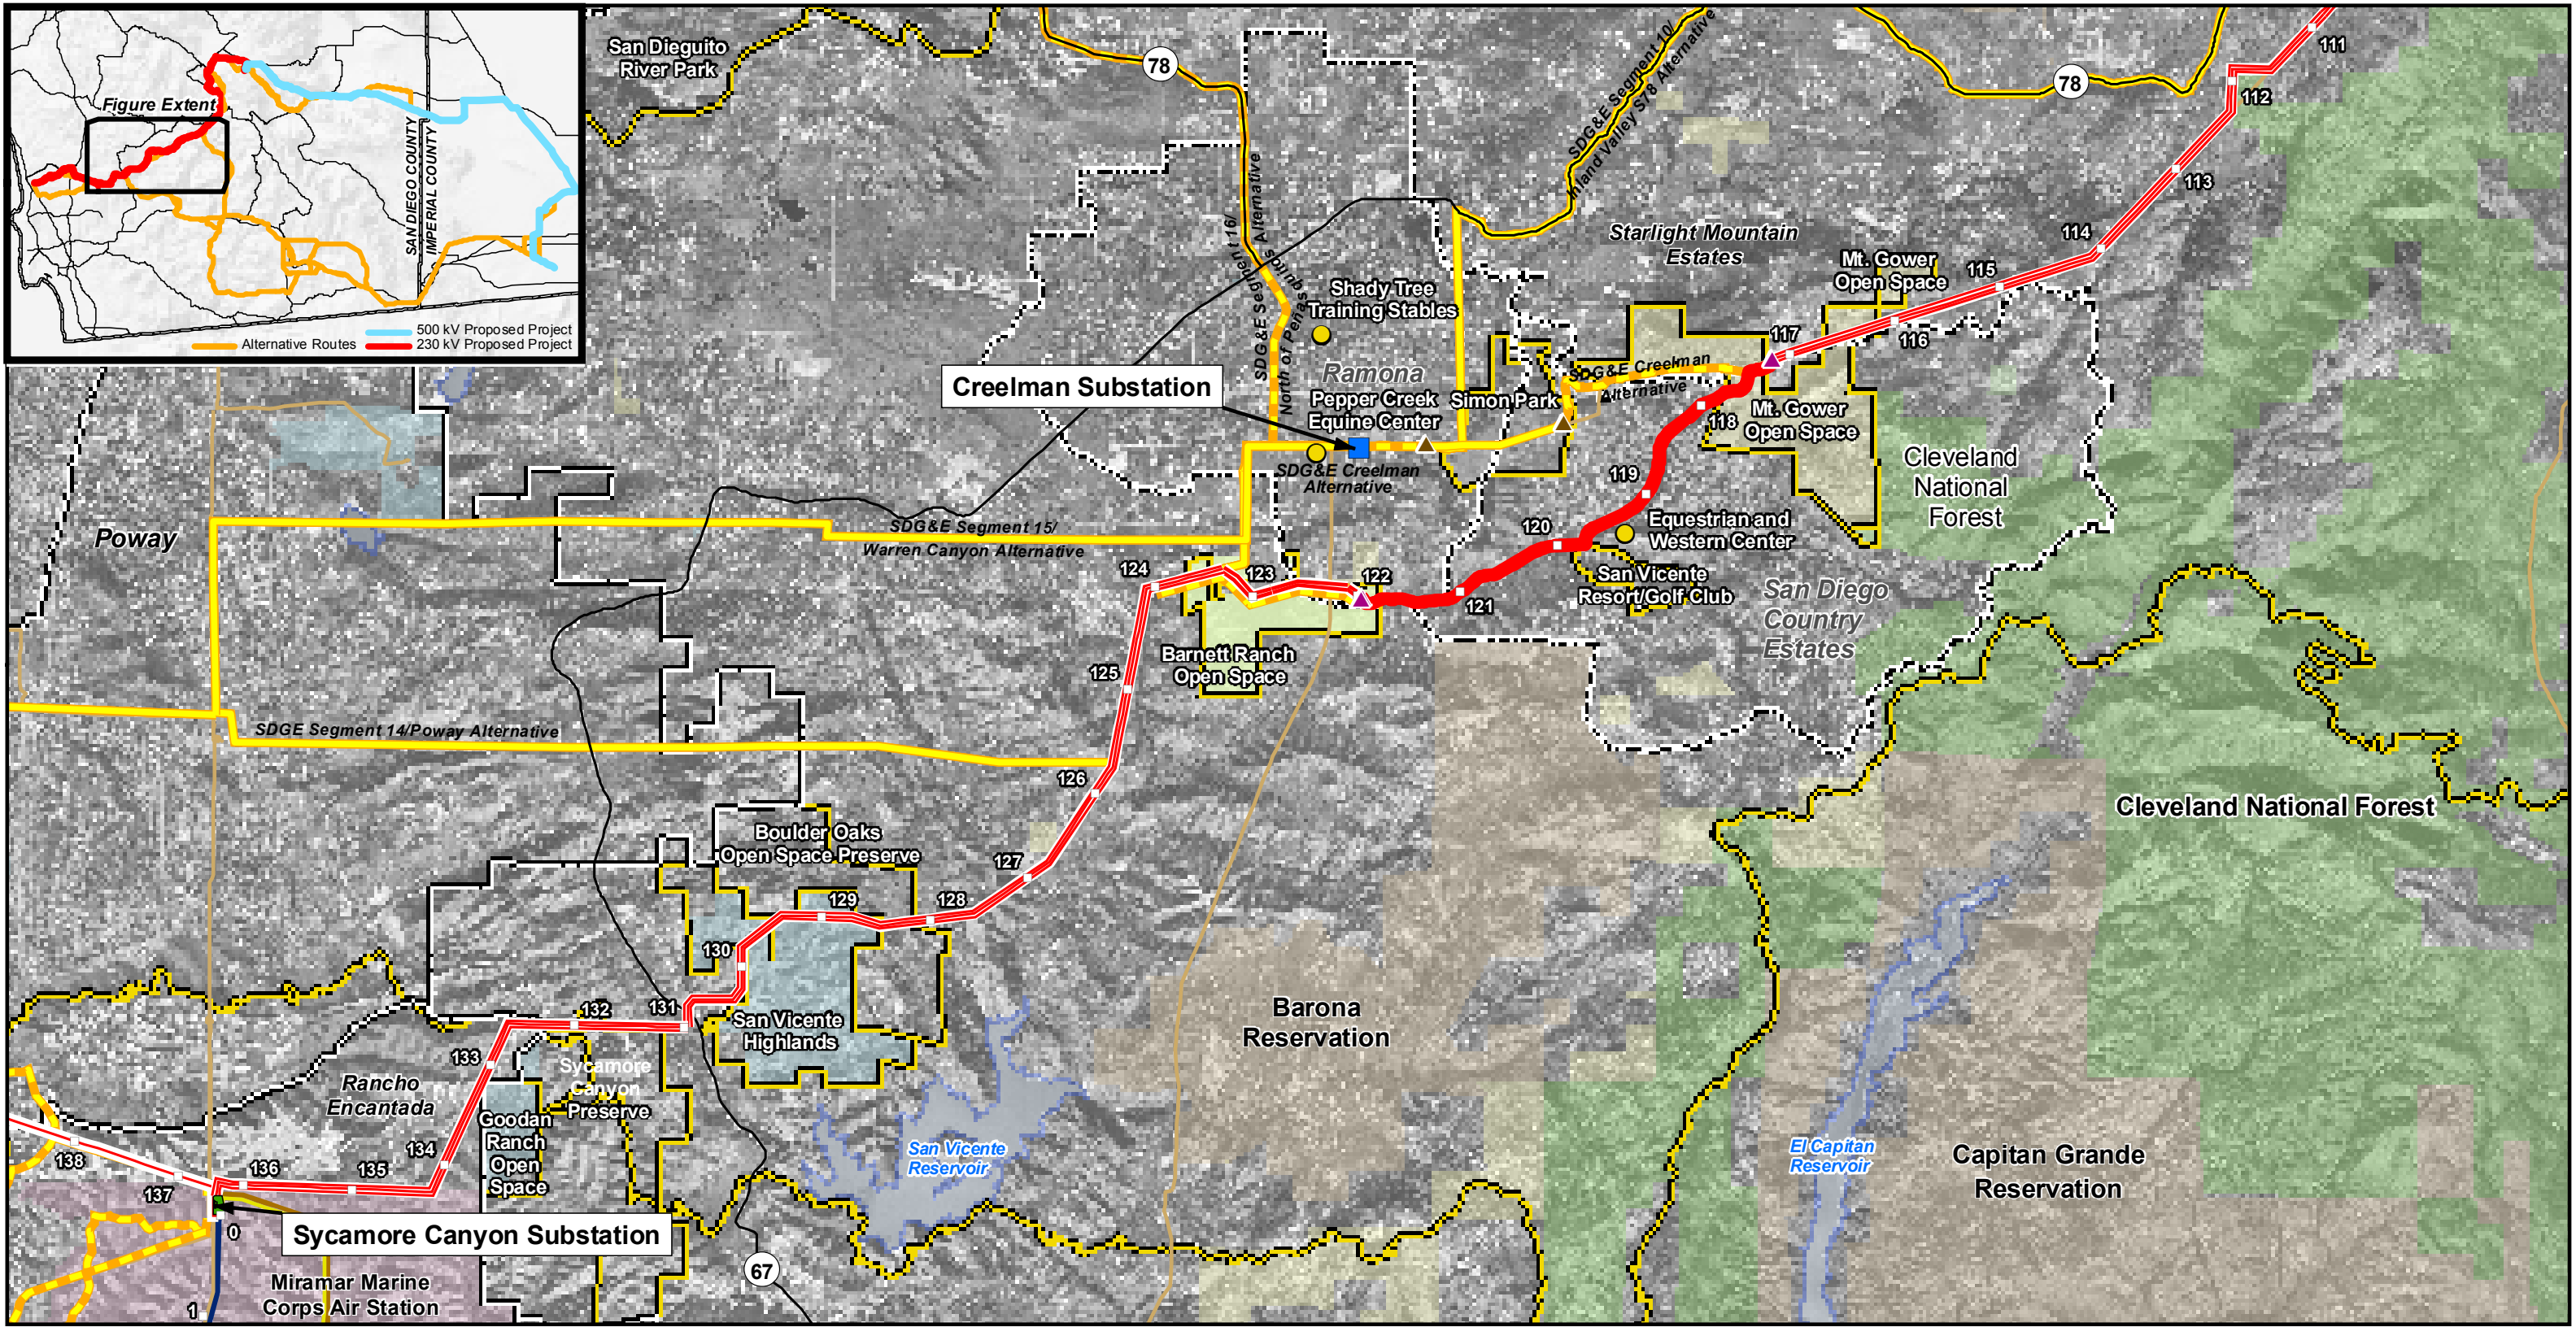 Figure Extent
SAN DIEGO COUNTY
IMPERIAL COUNTY
500 kV Proposed Project
Alternative Routes
230 kV Proposed Project
San Dieguito
River Park
78
SDG&E Segment 10/
Inland Valley S78 Alternative
78
111
112
113
114
115
116
117
118
119
120
121
122
123
124
125
126
127
128
129
130
131
132
133
134
135
136
137
138
0
1
Starlight Mountain
Estates
Mt. Gower
Open Space
SDG&E Segment 16/
North of Penasquitos Alternative
Shady Tree
Training Stables
Ramona
Creelman Substation
Pepper Creek
Equine Center
Simon Park
SDG&E Creelman
Alternative
Mt. Gower
Open Space
Cleveland
National
Forest
SDG&E Creelman
Alternative
Poway
SDG&E Segment 15/
Warren Canyon Alternative
Equestrian and
Western Center
San Vicente
Resort/Golf Club
San Diego
Country
Estates
Barnett Ranch
Open Space
SDGE Segment 14/Poway Alternative
Cleveland National Forest
Boulder Oaks
Open Space Preserve
San Vicente
Highlands
Barona
Reservation
Rancho
Encantada
Sycamore
Canyon
Preserve
Goodan
Ranch
Open
Space
San Vicente
Reservoir
El Capitan
Reservoir
Capitan Grande
Reservation
Sycamore Canyon Substation
67
Miramar Marine
Corps Air Station